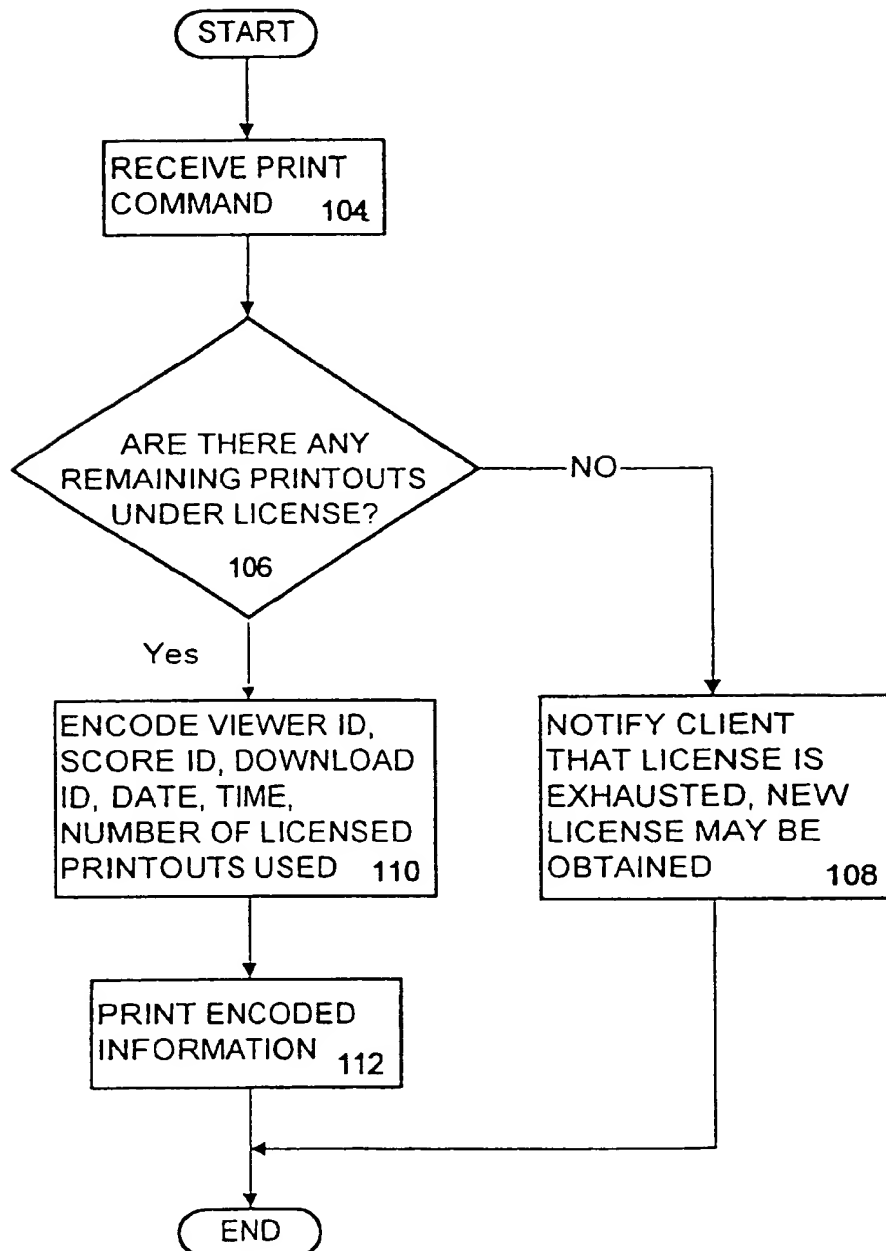 START
RECEIVE PRINT
COMMAND 104
ARE THERE ANY
REMAINING PRINTOUTS
UNDER LICENSE?
106
NO
Yes
ENCODE VIEWER ID,
SCORE ID, DOWNLOAD
ID, DATE, TIME,
NUMBER OF LICENSED
PRINTOUTS USED 110
NOTIFY CLIENT
THAT LICENSE IS
EXHAUSTED, NEW
LICENSE MAY BE
OBTAINED 108
PRINT ENCODED
INFORMATION 112
END